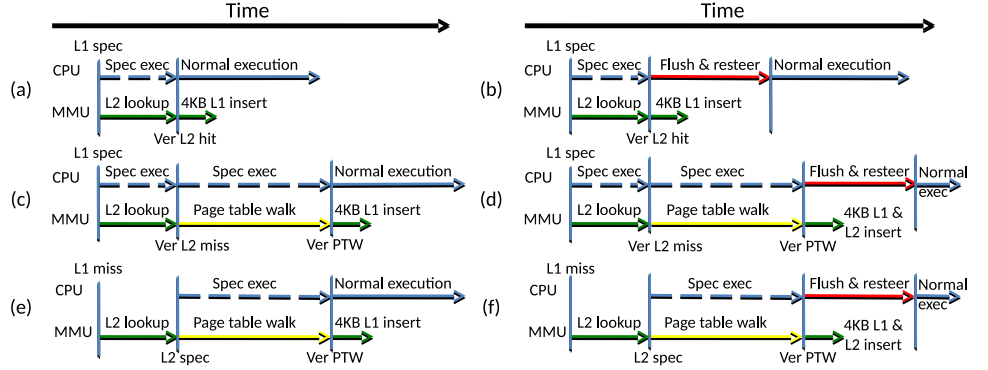 Time
L1 spec
CPU
Spec exec
Normal execution
(a)
L2 lookup
4KB L1 insert
MMU
Ver L2 hit
Time
L1 spec
CPU
Spec exec
Flush & resteer
Normal execution
(b)
L2 lookup
4KB L1 insert
MMU
Ver L2 hit
L1 spec
CPU
Spec exec
Spec exec
Normal execution
(c)
L2 lookup
Page table walk
4KB L1 insert
MMU
Ver L2 miss
Ver PTW
L1 spec
CPU
Spec exec
Spec exec
Flush & resteer
Normal
exec
(d)
L2 lookup
Page table walk
4KB L1 &
L2 insert
MMU
Ver L2 miss
Ver PTW
L1 miss
CPU
Spec exec
Normal execution
(e)
L2 lookup
Page table walk
4KB L1 insert
MMU
L2 spec
Ver PTW
L1 miss
CPU
Spec exec
Flush & resteer
Normal
exec
(f)
L2 lookup
Page table walk
4KB L1 &
L2 insert
MMU
L2 spec
Ver PTW